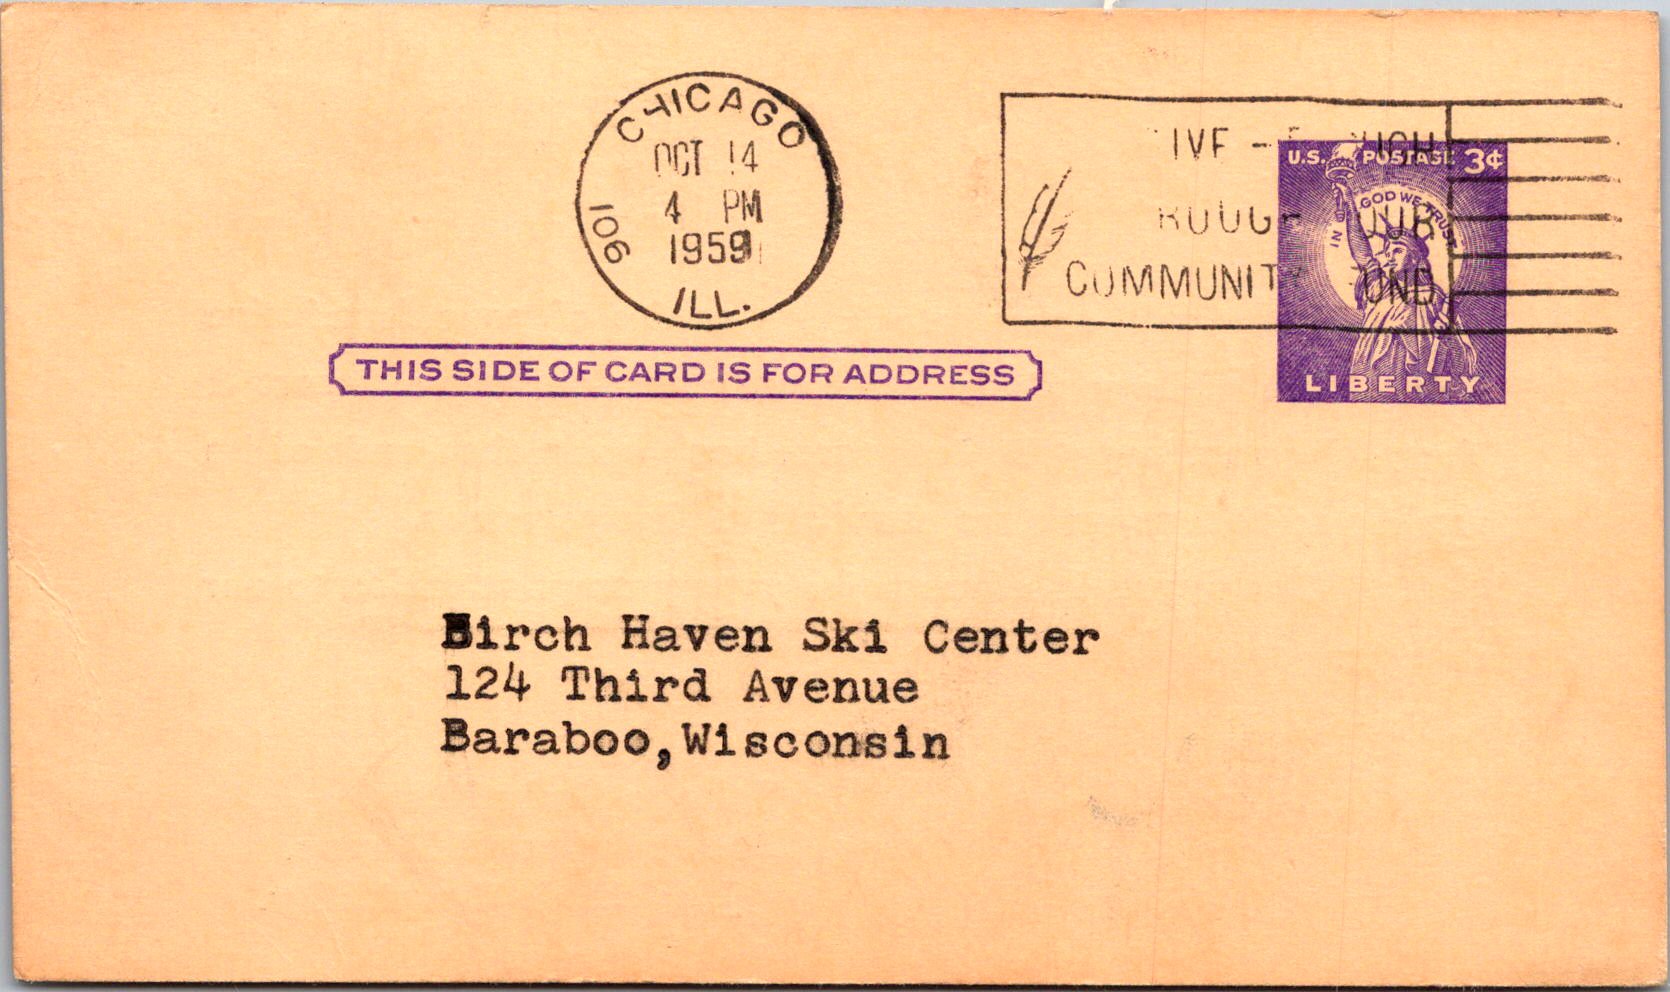 CHICAGO
OCT 14
4 PM
1959
106
ILL.
COMMUNITY FUND
U.S. POSTAGE 3¢
IN GOD WE TRUST
LIBERTY
THIS SIDE OF CARD IS FOR ADDRESS
Birch Haven Ski Center
124 Third Avenue
Baraboo,Wisconsin